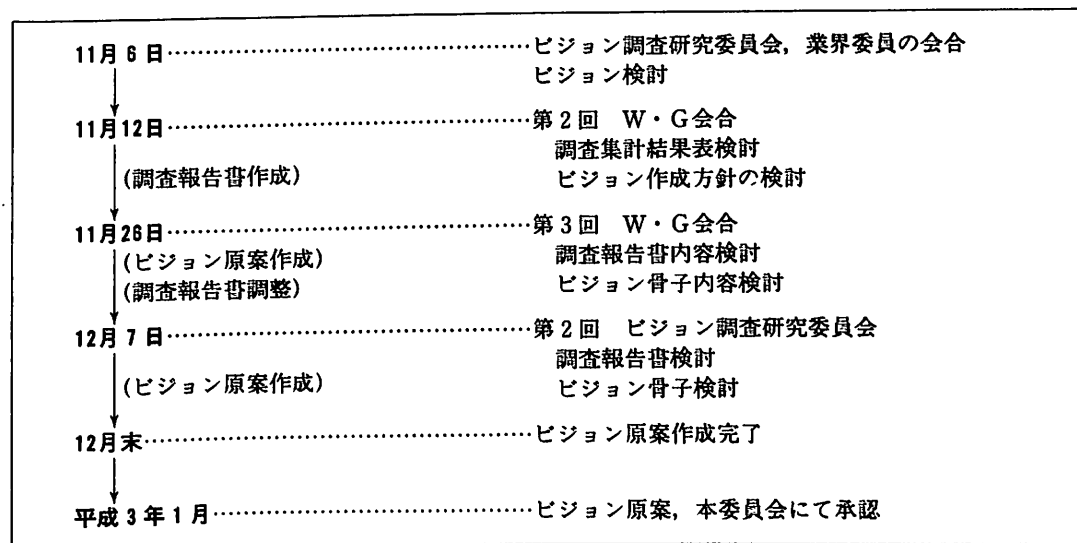 11月6日………………………………ビジョン調査研究委員会，業界委員の会合
ビジョン検討
11月12日………………………………第2回　W・G会合
調査集計結果表検討
(調査報告書作成)　ビジョン作成方針の検討
11月26日………………………………第3回　W・G会合
(ビジョン原案作成)　調査報告書内容検討
(調査報告書調整)　ビジョン骨子内容検討
12月7日………………………………第2回　ビジョン調査研究委員会
調査報告書検討
(ビジョン原案作成)　ビジョン骨子検討
12月末………………………………ビジョン原案作成完了
平成3年1月………………………………ビジョン原案，本委員会にて承認